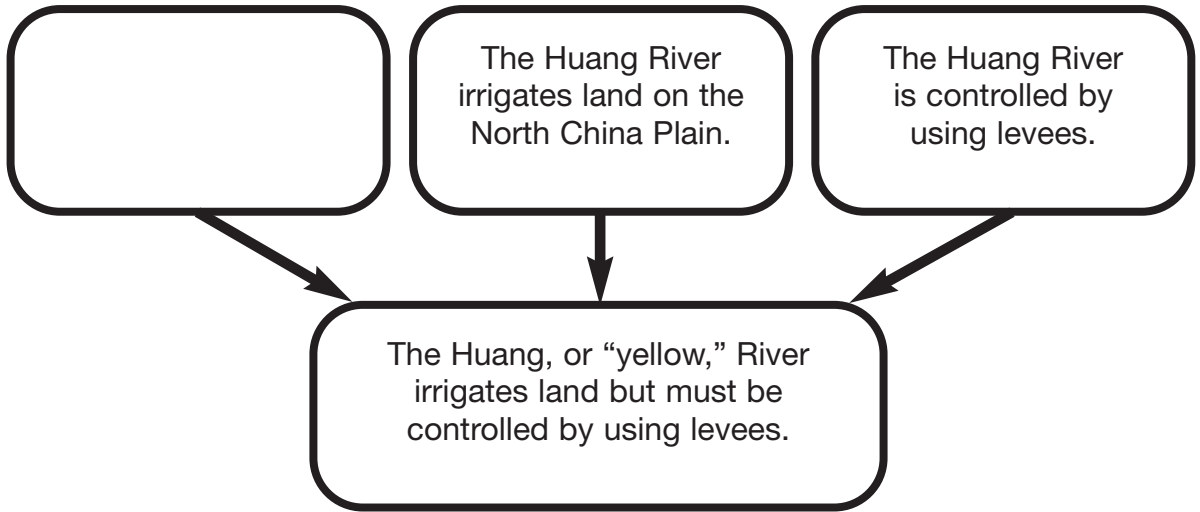 The Huang River
irrigates land on the
North China Plain.
The Huang River
is controlled by
using levees.
The Huang, or “yellow,” River
irrigates land but must be
controlled by using levees.